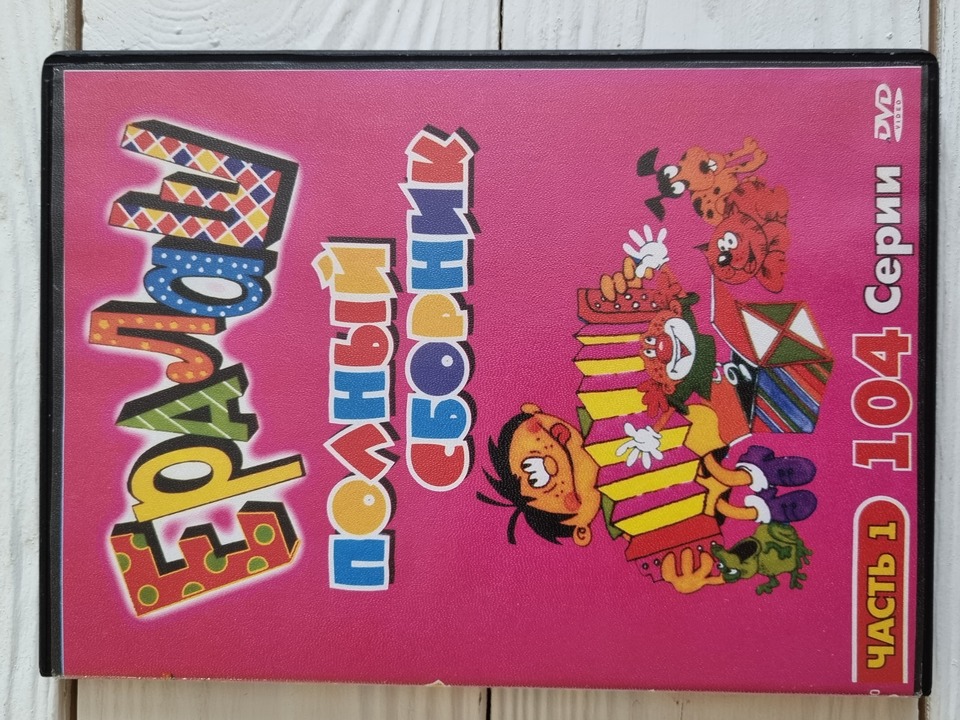 ЕРАЛАШ
ПОЛНЫЙ
СБОРНИК
ЧАСТЬ 1 104 Серии DVD
VIDEO